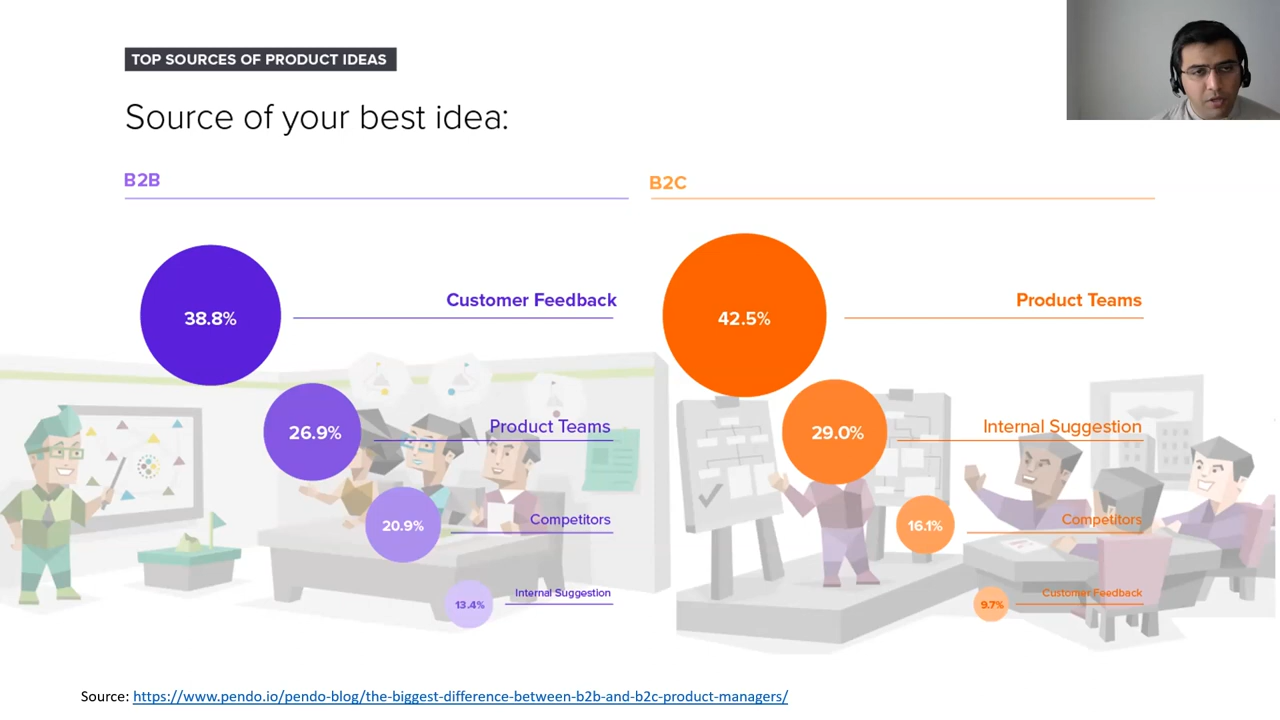 TOP SOURCES OF PRODUCT IDEAS
Source of your best idea:
B2B
38.8%
Customer Feedback
26.9%
Product Teams
20.9%
Competitors
13.4%
Internal Suggestion
B2C
42.5%
Product Teams
29.0%
Internal Suggestion
16.1%
Competitors
9.7%
Customer Feedback
Source: https://www.pendo.io/pendo-blog/the-biggest-difference-between-b2b-and-b2c-product-managers/